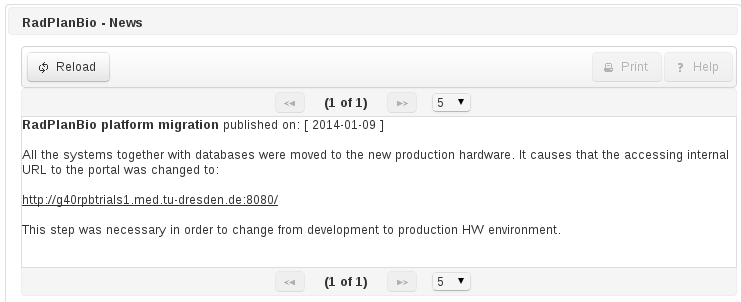 RadPlanBio - News
Reload
Print
? Help
(1 of 1)
5
RadPlanBio platform migration published on: [ 2014-01-09 ]
All the systems together with databases were moved to the new production hardware. It causes that the accessing internal
URL to the portal was changed to:
http://g40rpbtrials1.med.tu-dresden.de:8080/
This step was necessary in order to change from development to production HW environment.
(1 of 1)
5